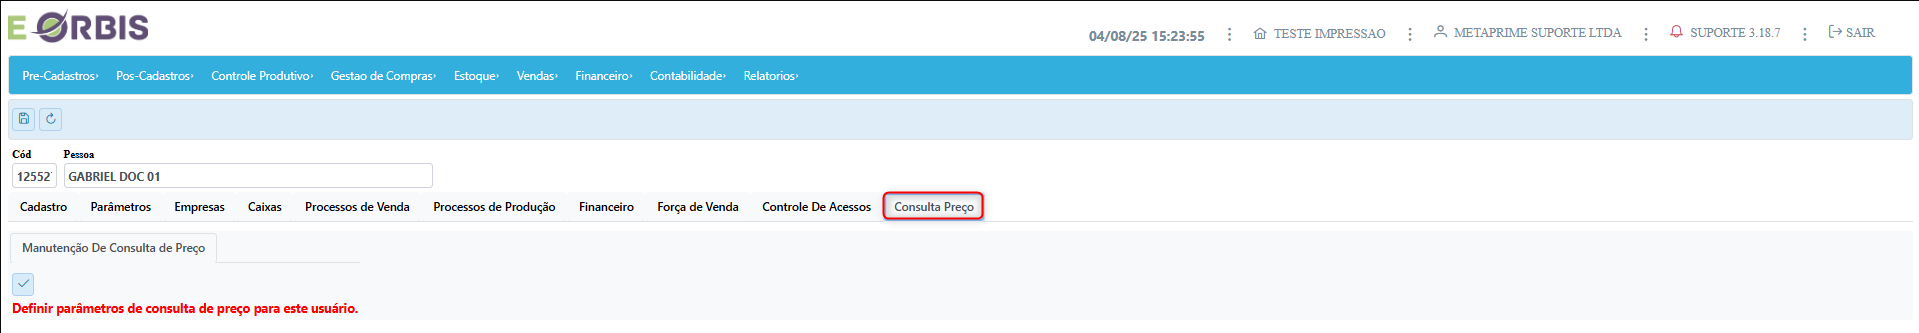 E ORBIS
04/08/25 15:23:55 TESTE IMPRESSAO METAPRIME SUPORTE LTDA SUPORTE 3.18.7 SAIR
Pre-Cadastros Pos-Cadastros Controle Produtivo Gestao de Compras Estoque Vendas Financeiro Contabilidade Relatorios
Cód Pessoa
12552 GABRIEL DOC 01
Cadastro Parâmetros Empresas Caixas Processos de Venda Processos de Produção Financeiro Força de Venda Controle De Acessos Consulta Preço
Manutenção De Consulta de Preço
Definir parâmetros de consulta de preço para este usuário.